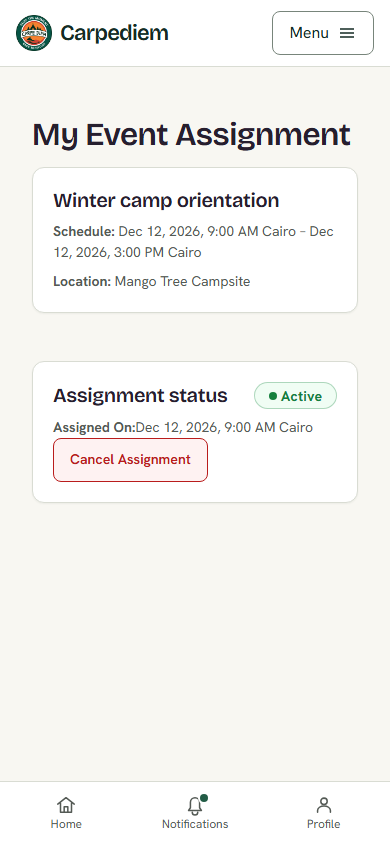 Carpediem
Menu
My Event Assignment
Winter camp orientation
Schedule: Dec 12, 2026, 9:00 AM Cairo – Dec
12, 2026, 3:00 PM Cairo
Location: Mango Tree Campsite
Assignment status
Active
Assigned On:Dec 12, 2026, 9:00 AM Cairo
Cancel Assignment
Home
Notifications
Profile